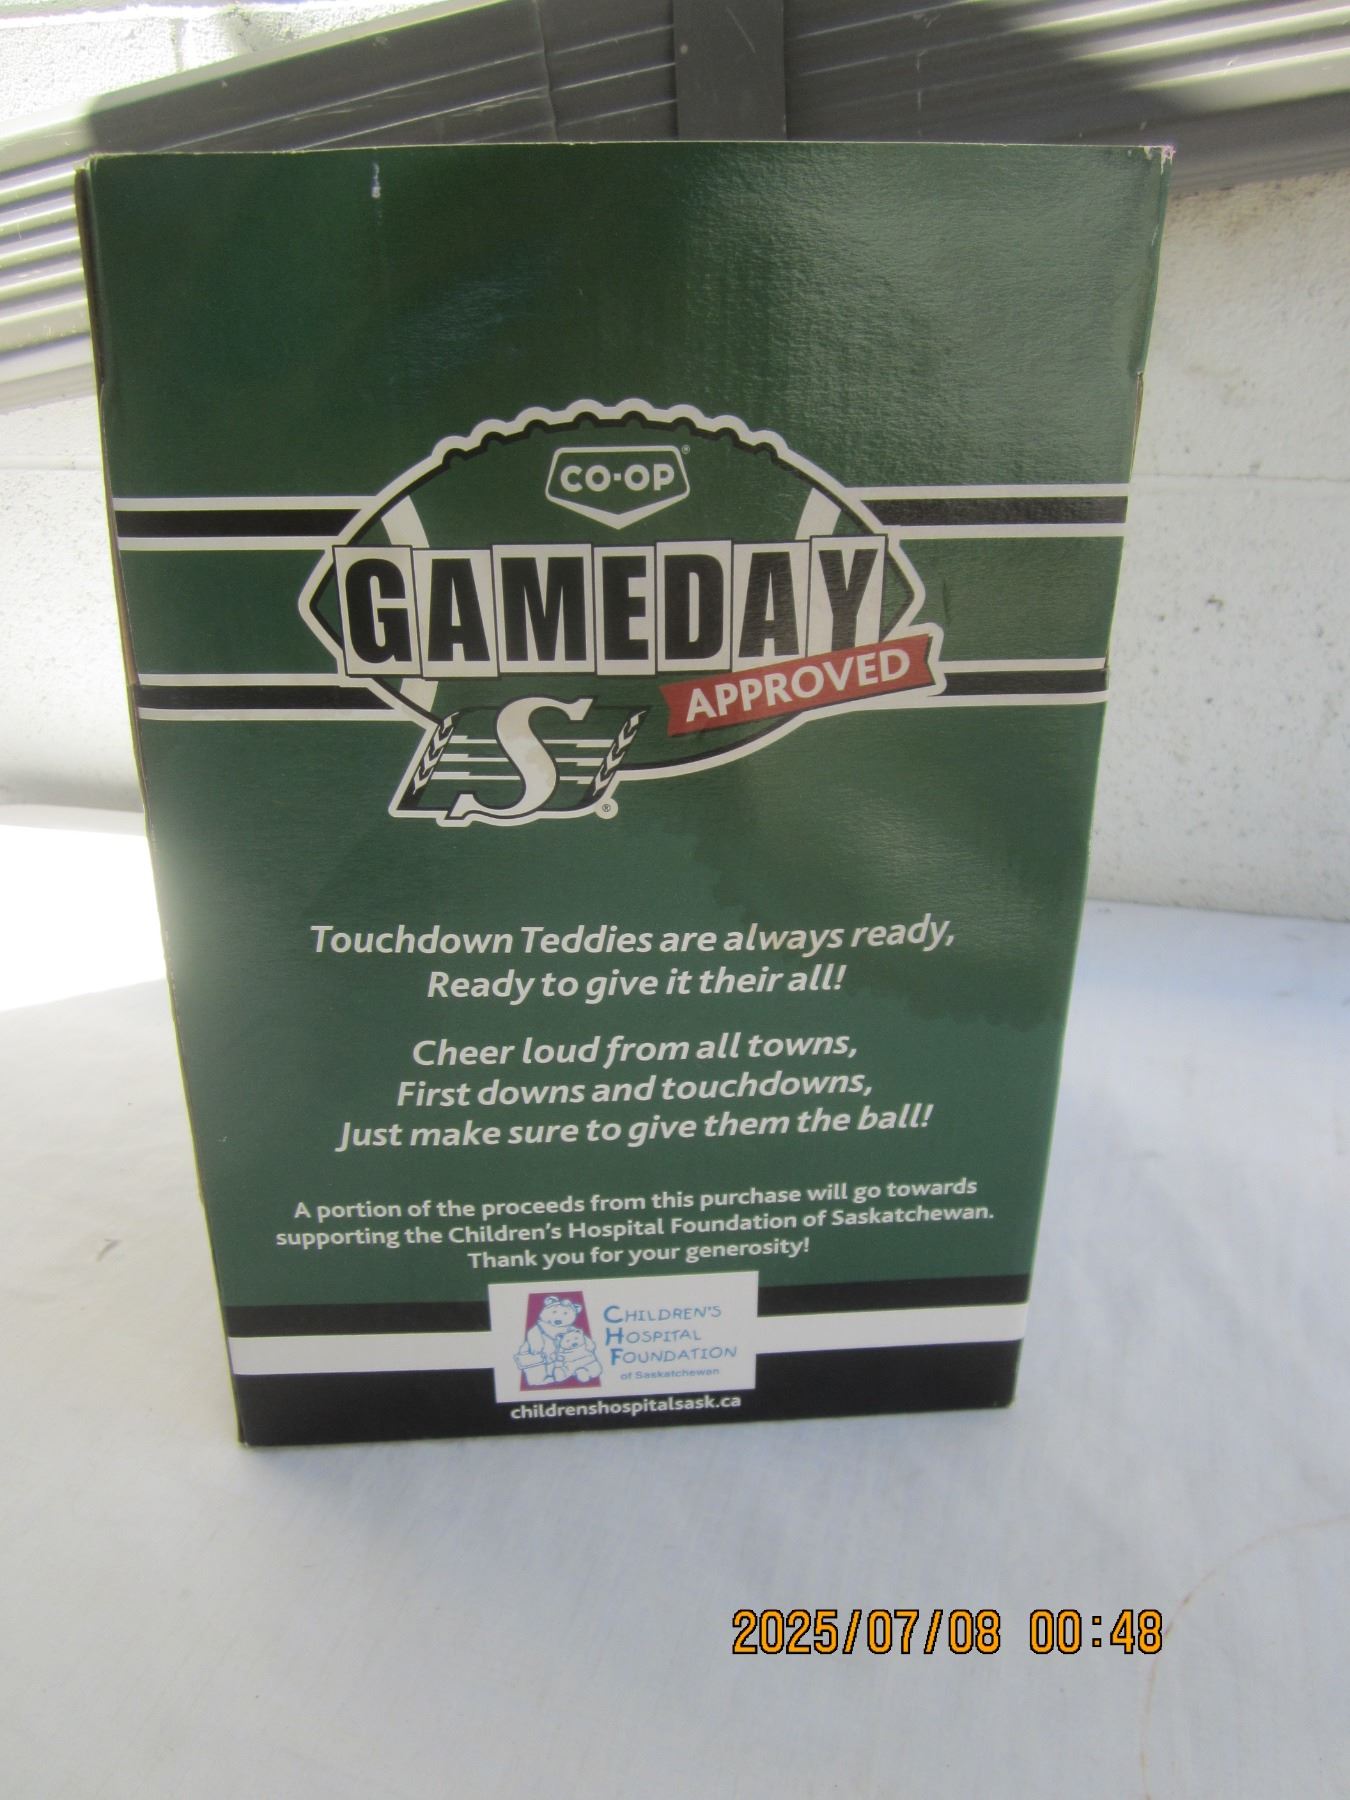 CO-OP®
GAMEDAY
APPROVED
S®
Touchdown Teddies are always ready,
Ready to give it their all!
Cheer loud from all towns,
First downs and touchdowns,
Just make sure to give them the ball!
A portion of the proceeds from this purchase will go towards
supporting the Children's Hospital Foundation of Saskatchewan.
Thank you for your generosity!
CHILDREN'S
HOSPITAL
FOUNDATION
of Saskatchewan
childrenshospitalsask.ca
2025/07/08 00:48